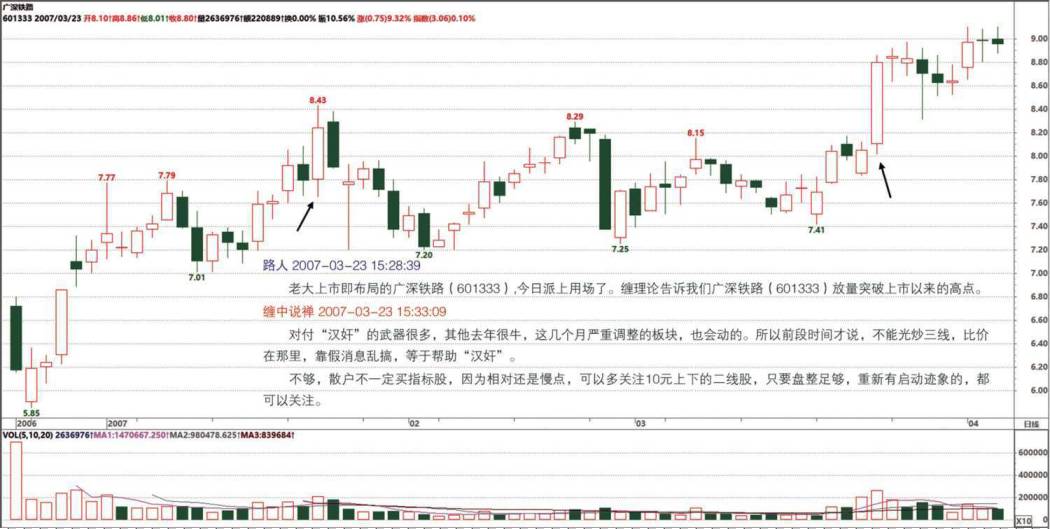 广深铁路
601333 2007/03/23 开8.10↑高8.86↑低8.01↑收8.80↑量2636976↑额220889↑换0.00% 振10.56% 涨(0.75)9.32% 指数(3.06)0.10%
9.00
8.80
8.60
8.43
8.40
8.29
8.20
8.15
8.00
7.77
7.79
7.80
7.60
7.41
7.40
7.20
7.25
7.20
7.01
7.00
路人 2007-03-23 15:28:39
6.80
老大上市即布局的广深铁路（601333）,今日派上用场了。缠理论告诉我们广深铁路（601333）放量突破上市以来的高点。
缠中说禅 2007-03-23 15:33:09
6.60
对付“汉奸”的武器很多，其他去年很牛，这几个月严重调整的板块，也会动的。所以前段时间才说，不能光炒三线，比价
6.40
在那里，靠假消息乱搞，等于帮助“汉奸”。
6.20
不够，散户不一定买指标股，因为相对还是慢点，可以多关注10元上下的二线股，只要盘整足够，重新有启动迹象的，都
6.00
可以关注。
5.85
2006 2007 02 03 04 日线
VOL(5,10,20) 2636976↑MA1:1470667.250↑MA2:980478.625↑MA3:839684↑
600000
400000
200000
X10 0